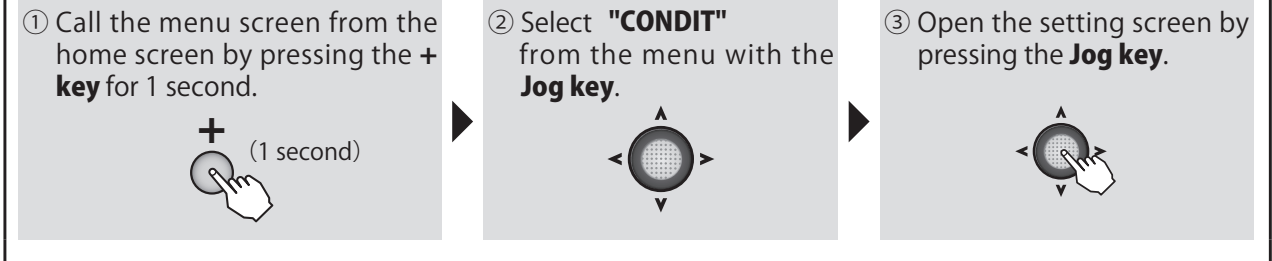 ① Call the menu screen from the
home screen by pressing the +
key for 1 second.
+
(1 second)
② Select "CONDIT"
from the menu with the
Jog key.
③ Open the setting screen by
pressing the Jog key.